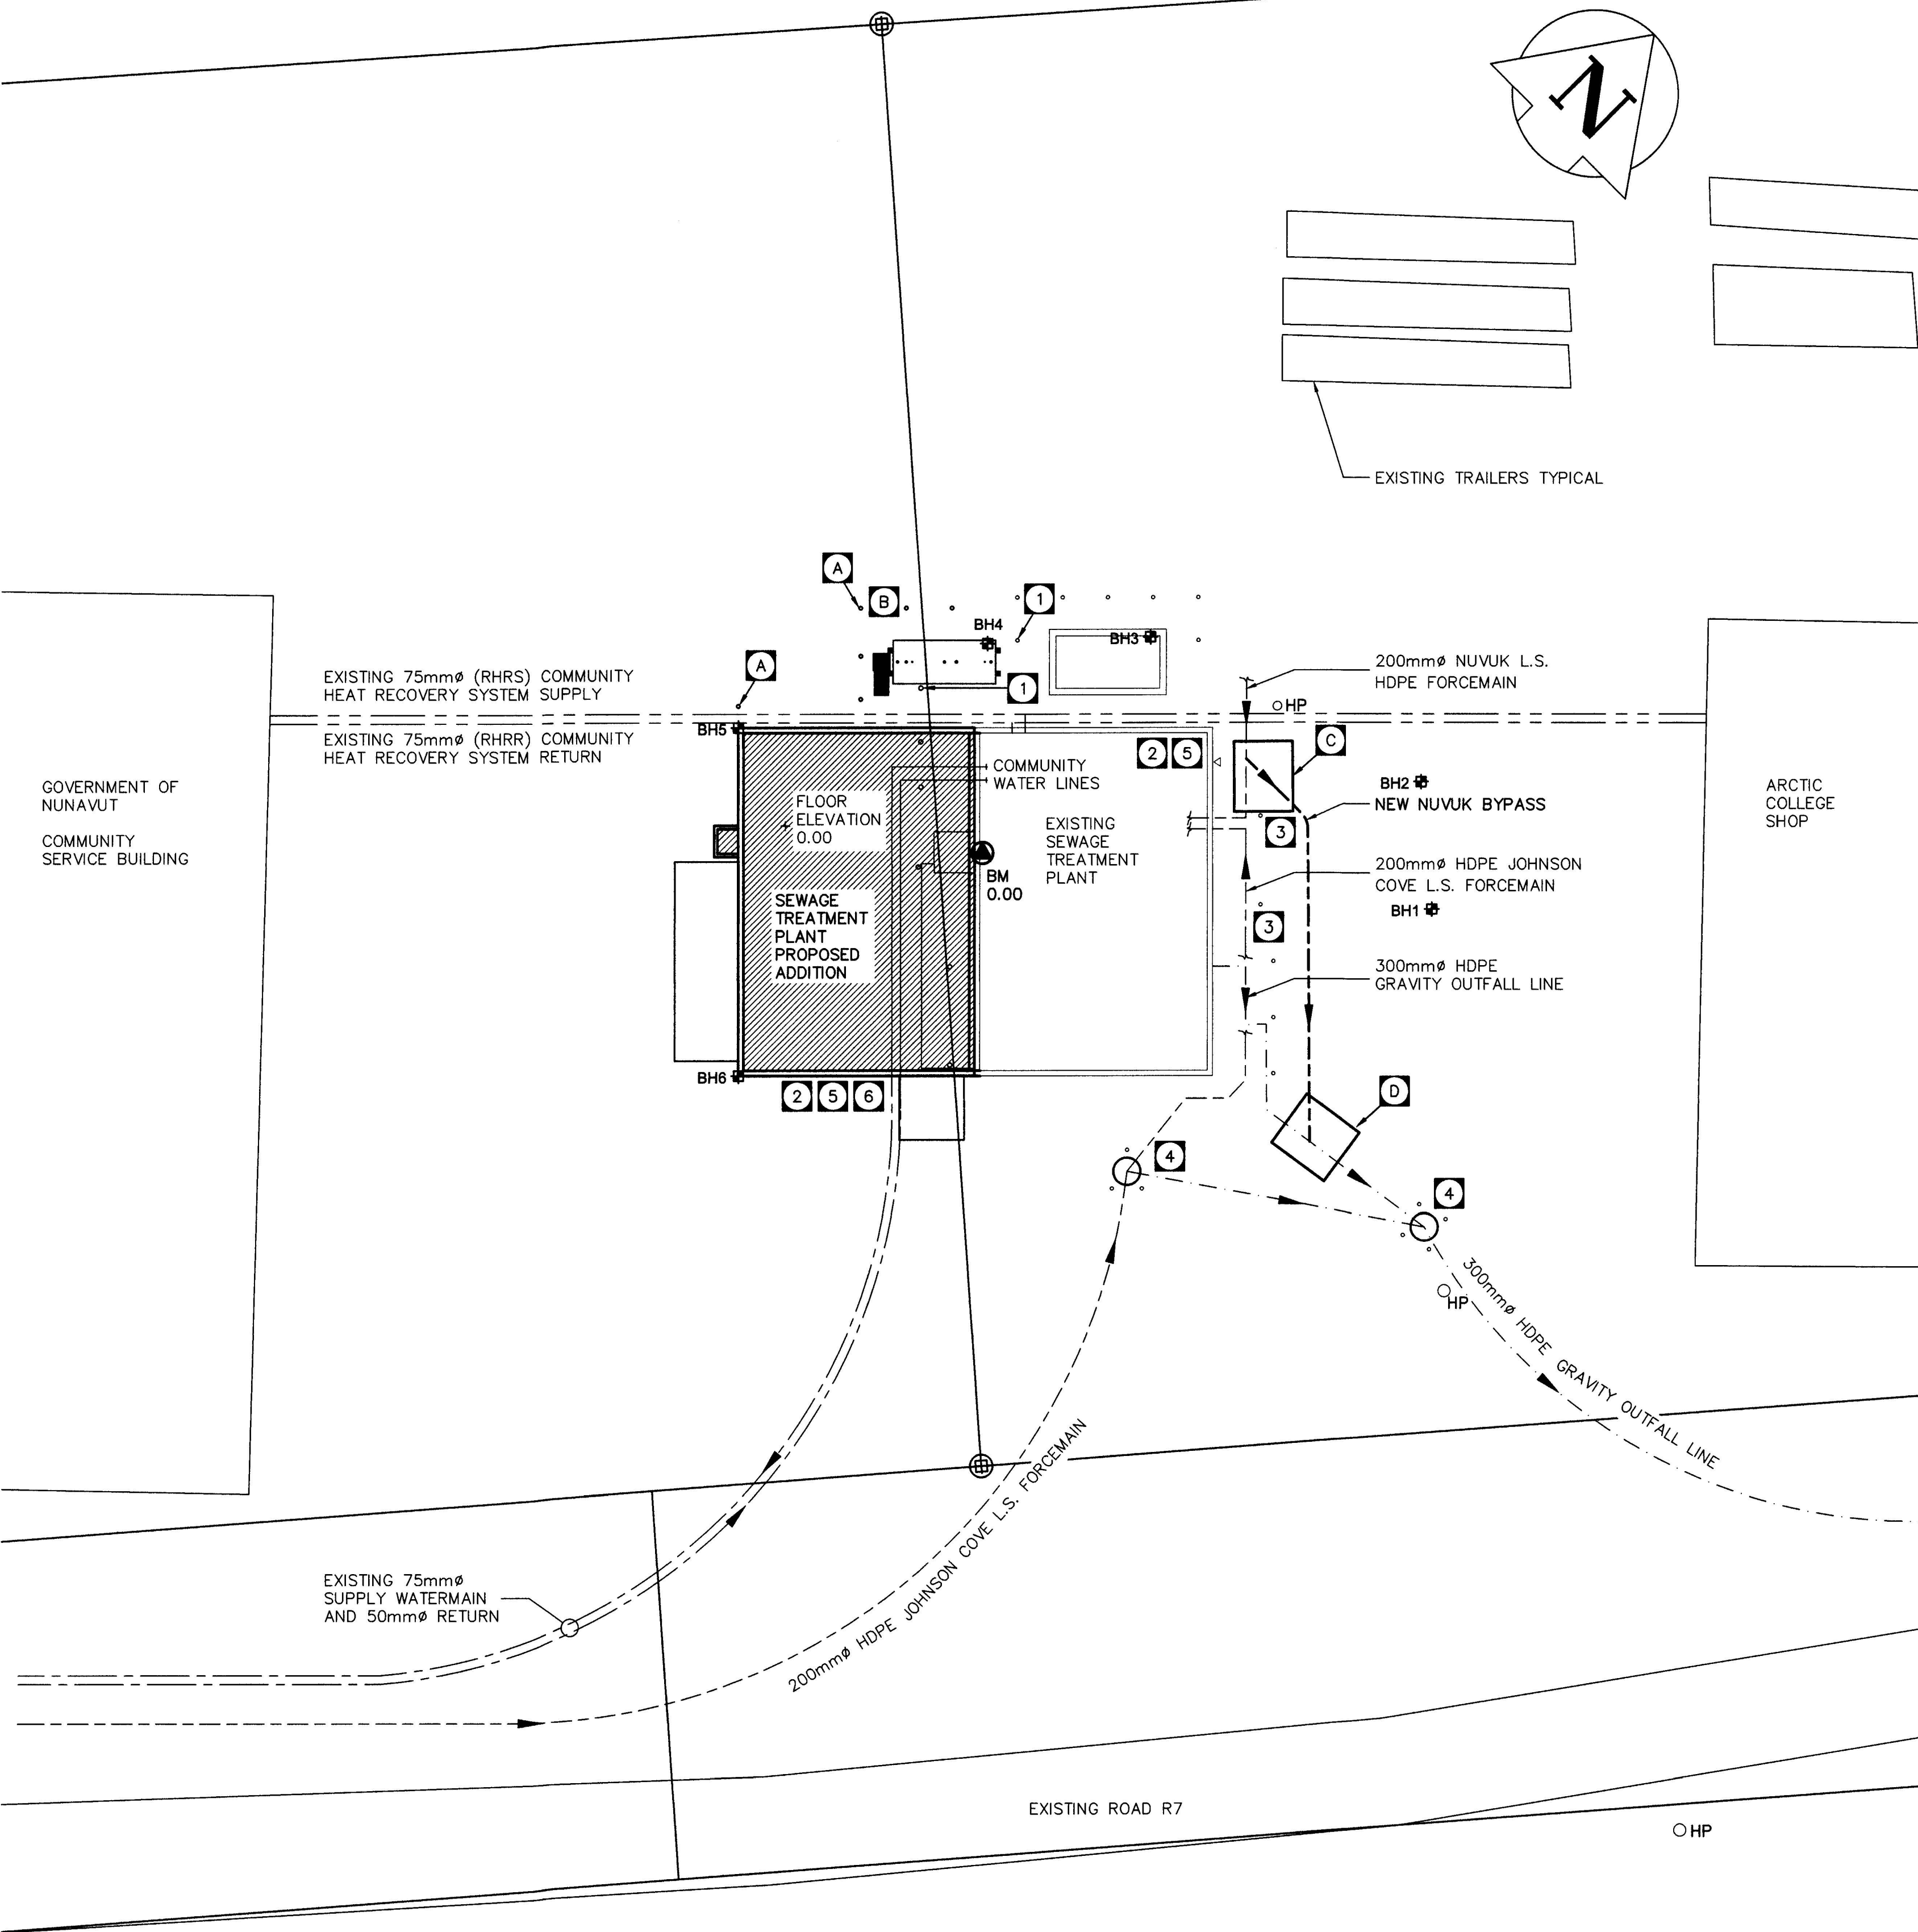 N
EXISTING TRAILERS TYPICAL
A
B
1
BH4
BH3
A
1
EXISTING 75mmø (RHRS) COMMUNITY
HEAT RECOVERY SYSTEM SUPPLY
EXISTING 75mmø (RHRR) COMMUNITY
HEAT RECOVERY SYSTEM RETURN
200mmø NUVUK L.S.
HDPE FORCEMAIN
HP
BH5
2 5
C
COMMUNITY
WATER LINES
GOVERNMENT OF
NUNAVUT
COMMUNITY
SERVICE BUILDING
FLOOR
ELEVATION
0.00
EXISTING
SEWAGE
TREATMENT
PLANT
BH2
NEW NUVUK BYPASS
3
ARCTIC
COLLEGE
SHOP
BM
0.00
200mmø HDPE JOHNSON
COVE L.S. FORCEMAIN
BH1
3
SEWAGE
TREATMENT
PLANT
PROPOSED
ADDITION
300mmø HDPE
GRAVITY OUTFALL LINE
BH6
2 5 6
D
4
4
HP
300mmø HDPE GRAVITY OUTFALL LINE
200mmø HDPE JOHNSON COVE L.S. FORCEMAIN
EXISTING 75mmø
SUPPLY WATERMAIN
AND 50mmø RETURN
EXISTING ROAD R7
HP